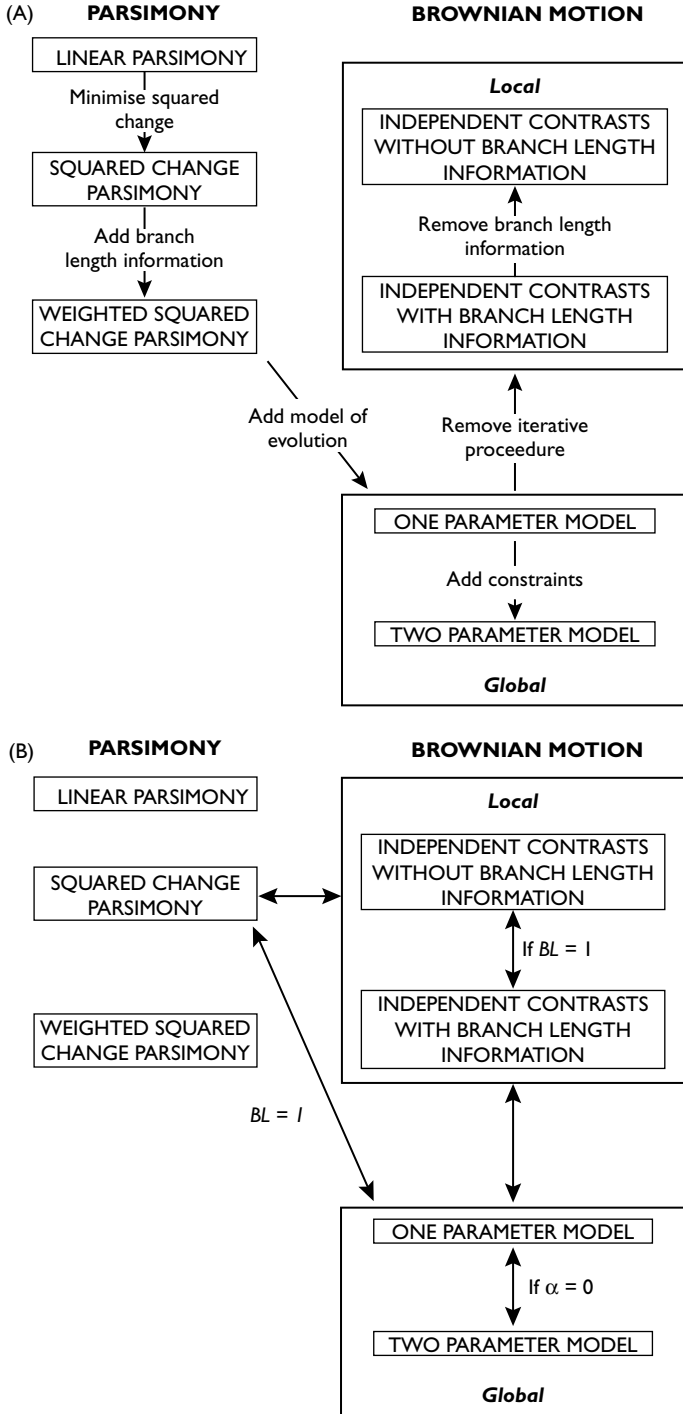 (A)
PARSIMONY
BROWNIAN MOTION
LINEAR PARSIMONY
Minimise squared
change
SQUARED CHANGE
PARSIMONY
Add branch
length information
WEIGHTED SQUARED
CHANGE PARSIMONY
Add model of
evolution
Local
INDEPENDENT CONTRASTS
WITHOUT BRANCH LENGTH
INFORMATION
Remove branch length
information
INDEPENDENT CONTRASTS
WITH BRANCH LENGTH
INFORMATION
Remove iterative
proceedure
ONE PARAMETER MODEL
Add constraints
TWO PARAMETER MODEL
Global
(B)
PARSIMONY
BROWNIAN MOTION
LINEAR PARSIMONY
SQUARED CHANGE
PARSIMONY
WEIGHTED SQUARED
CHANGE PARSIMONY
BL = 1
Local
INDEPENDENT CONTRASTS
WITHOUT BRANCH LENGTH
INFORMATION
If BL = 1
INDEPENDENT CONTRASTS
WITH BRANCH LENGTH
INFORMATION
ONE PARAMETER MODEL
If α = 0
TWO PARAMETER MODEL
Global